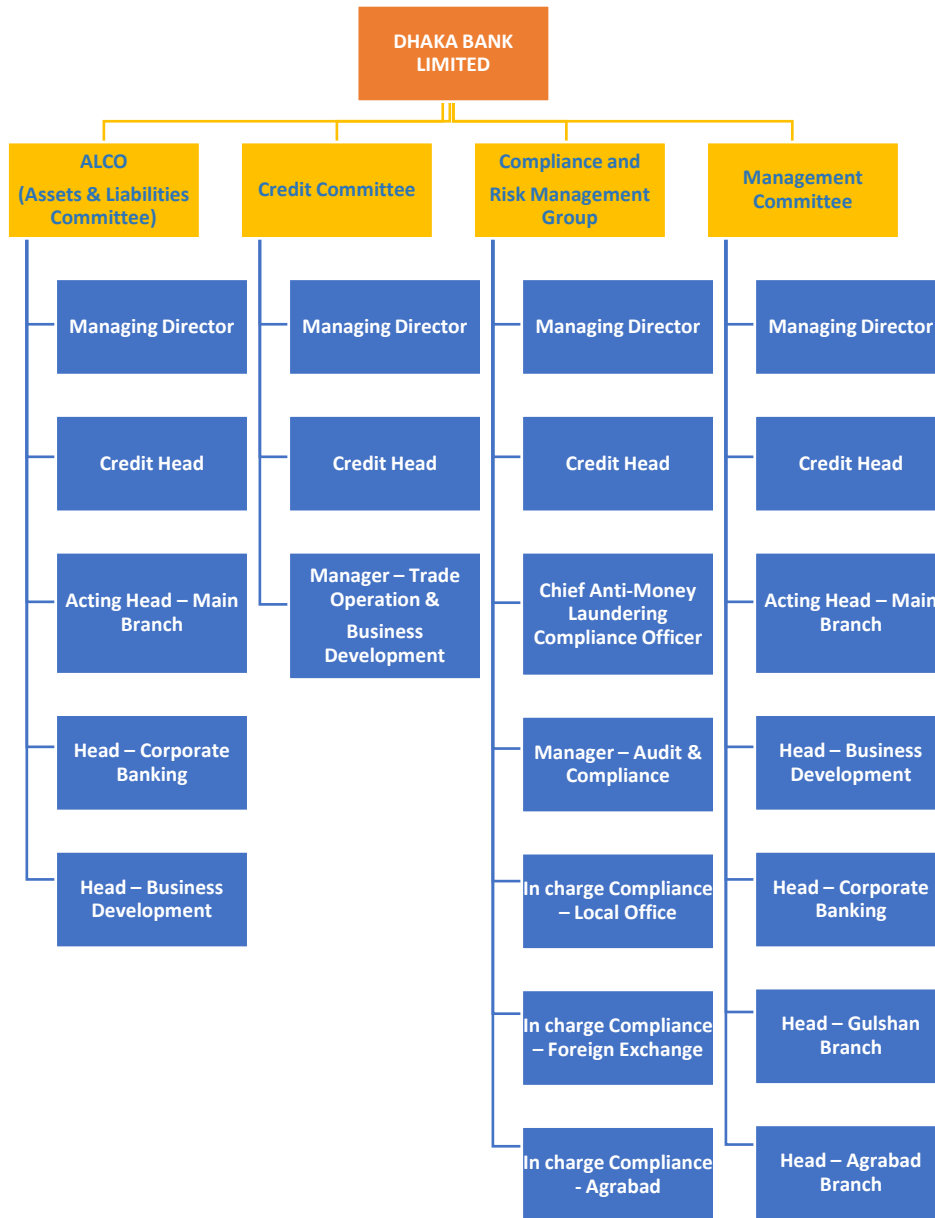 DHAKA BANK
LIMITED
ALCO
(Assets & Liabilities
Committee)
Managing Director
Credit Head
Acting Head – Main
Branch
Head – Corporate
Banking
Head – Business
Development
Credit Committee
Managing Director
Credit Head
Manager – Trade
Operation &
Business
Development
Compliance and
Risk Management
Group
Managing Director
Credit Head
Chief Anti-Money
Laundering
Compliance Officer
Manager – Audit &
Compliance
In charge Compliance
– Local Office
In charge Compliance
– Foreign Exchange
In charge Compliance
- Agrabad
Management
Committee
Managing Director
Credit Head
Acting Head – Main
Branch
Head – Business
Development
Head – Corporate
Banking
Head – Gulshan
Branch
Head – Agrabad
Branch